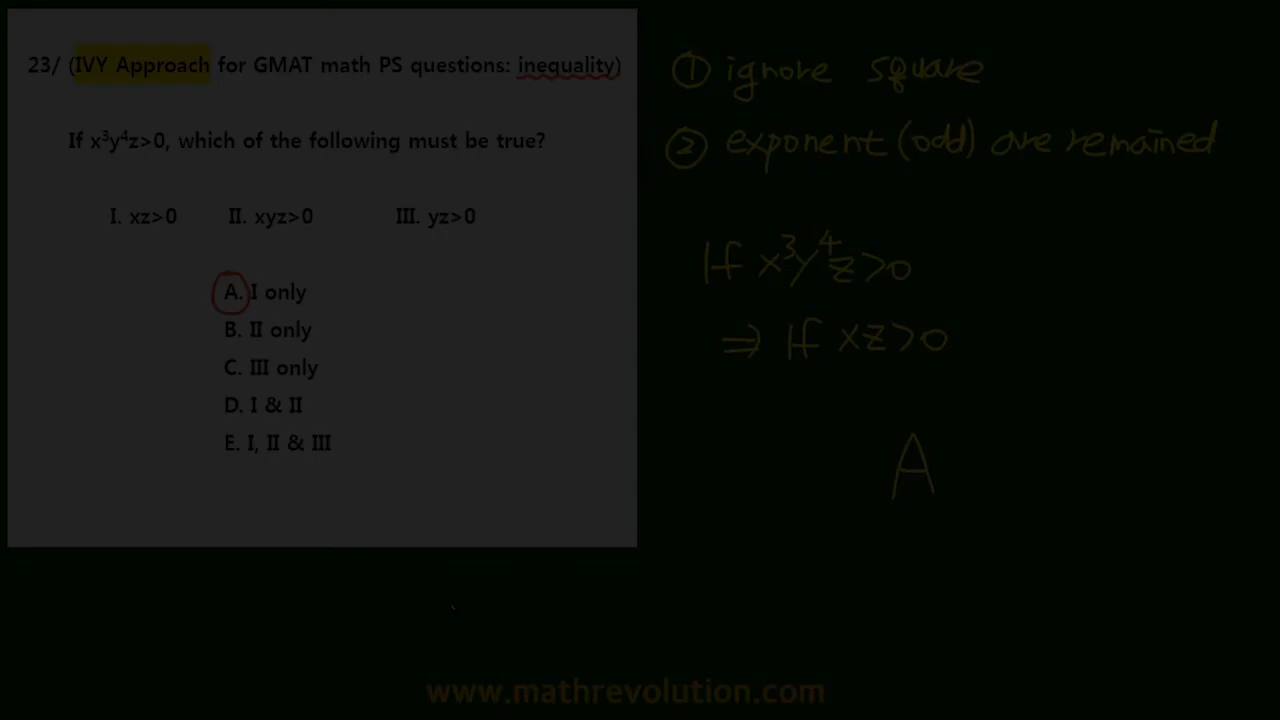 23/ (IVY Approach for GMAT math PS questions: inequality)
If x³y⁴z>0, which of the following must be true?
I. xz>0 II. xyz>0 III. yz>0
A. I only
B. II only
C. III only
D. I & II
E. I, II & III
① ignore square
② exponent (odd) are remained
If x³y⁴z>0
⇒ If xz>0
A
www.mathrevolution.com